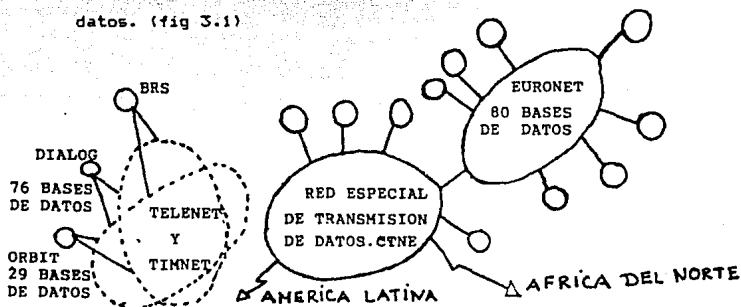 datos. (fig 3.1)
BRS
DIALOG
76 BASES
DE DATOS
ORBIT
29 BASES
DE DATOS
TELENET
Y
TIMNET
RED ESPECIAL
DE TRANSMISION
DE DATOS.CTNE
EURONET
80 BASES
DE DATOS
AMERICA LATINA
AFRICA DEL NORTE